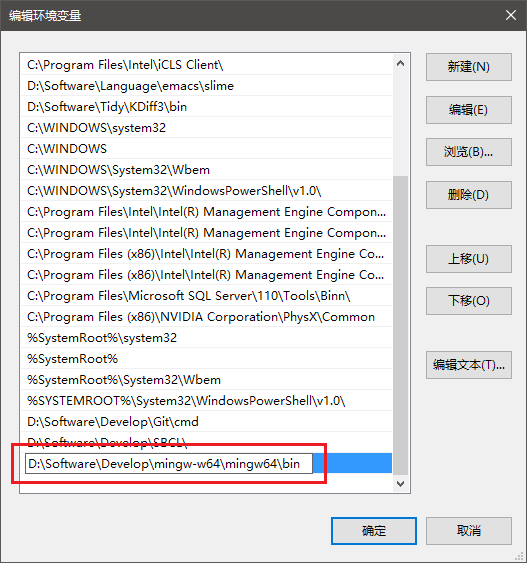 编辑环境变量
C:\Program Files\Intel\iCLS Client\
D:\Software\Language\emacs\slime
D:\Software\Tidy\KDiff3\bin
C:\WINDOWS\system32
C:\WINDOWS
C:\WINDOWS\System32\Wbem
C:\WINDOWS\System32\WindowsPowerShell\v1.0\
C:\Program Files\Intel\Intel(R) Management Engine Compon...
C:\Program Files\Intel\Intel(R) Management Engine Compon...
C:\Program Files (x86)\Intel\Intel(R) Management Engine Co...
C:\Program Files (x86)\Intel\Intel(R) Management Engine Co...
C:\Program Files\Microsoft SQL Server\110\Tools\Binn\
C:\Program Files (x86)\NVIDIA Corporation\PhysX\Common
%SystemRoot%\system32
%SystemRoot%
%SystemRoot%\System32\Wbem
%SYSTEMROOT%\System32\WindowsPowerShell\v1.0\
D:\Software\Develop\Git\cmd
D:\Software\Develop\SBCL\
D:\Software\Develop\mingw-w64\mingw64\bin
新建(N)
编辑(E)
浏览(B)...
删除(D)
上移(U)
下移(O)
编辑文本(T)...
确定
取消